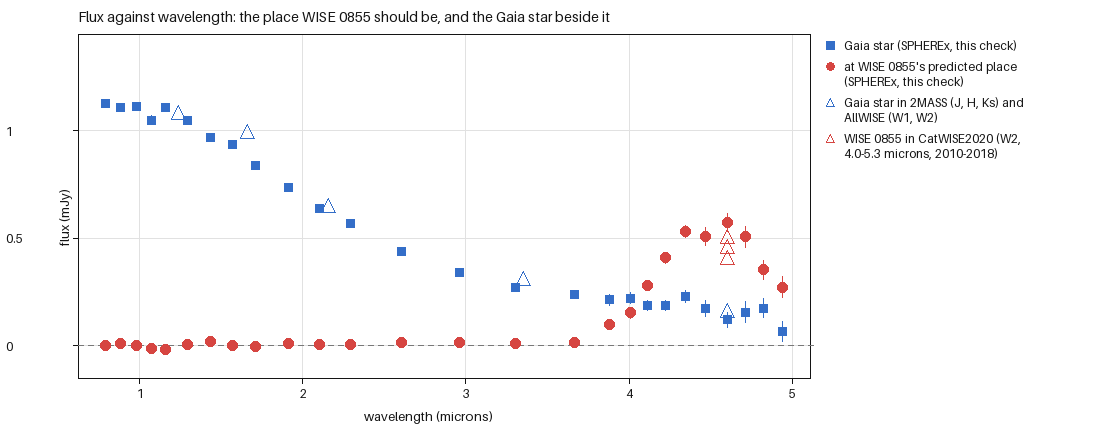 Flux against wavelength: the place WISE 0855 should be, and the Gaia star beside it
Gaia star (SPHEREx, this check)
at WISE 0855's predicted place
(SPHEREx, this check)
Gaia star in 2MASS (J, H, Ks) and
AllWISE (W1, W2)
WISE 0855 in CatWISE2020 (W2,
4.0-5.3 microns, 2010-2018)
flux (mJy)
1
0.5
0
1
2
3
4
5
wavelength (microns)